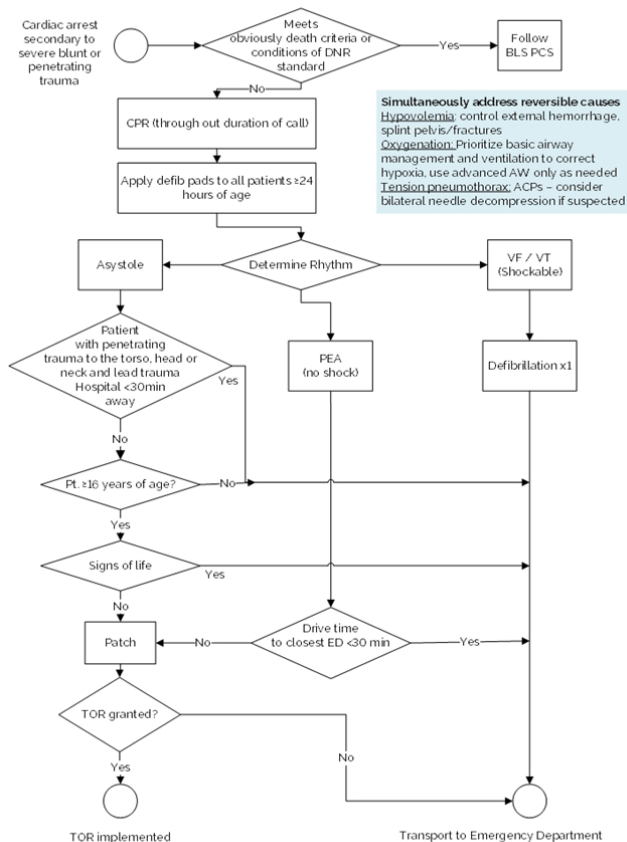 Cardiac arrest
secondary to
severe blunt or
penetrating
trauma
Meets
obviously death criteria or
conditions of DNR
standard
Yes
Follow
BLS PCS
No
CPR (through out duration of call)
Simultaneously address reversible causes
Hypovolemia: control external hemorrhage,
splint pelvis/fractures
Oxygenation: Prioritize basic airway
management and ventilation to correct
hypoxia, use advanced AW only as needed
Tension pneumothorax: ACPs – consider
bilateral needle decompression if suspected
Apply defib pads to all patients ≥24
hours of age
Asystole
Determine Rhythm
VF / VT
(Shockable)
Patient
with penetrating
trauma to the torso, head or
neck and lead trauma
Hospital <30min
away
Yes
PEA
(no shock)
Defibrillation x1
No
Pt. ≥16 years of age?
No
Yes
Signs of life
Yes
No
Patch
No
Drive time
to closest ED <30 min
Yes
TOR granted?
No
Yes
TOR implemented
Transport to Emergency Department